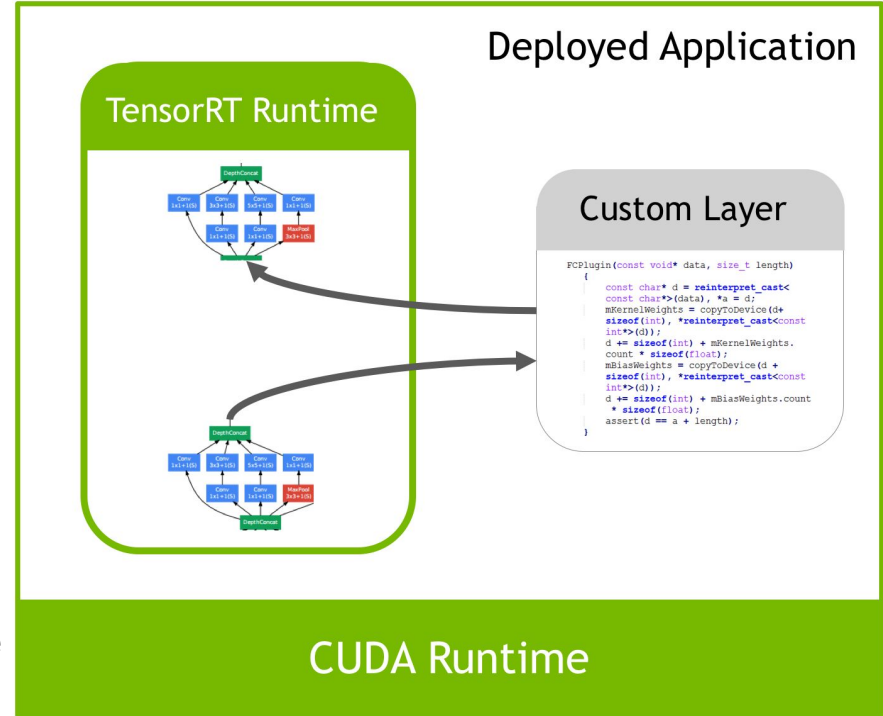 Deployed Application
TensorRT Runtime
DepthConcat
Conv 1x1+1(S)
Conv 3x3+1(S)
Conv 5x5+1(S)
Conv 1x1+1(S)
Conv 1x1+1(S)
Conv 1x1+1(S)
MaxPool 3x3+1(S)
Custom Layer
FCPlugin(const void* data, size_t length)
{
const char* d = reinterpret_cast<
const char*>(data), *a = d;
mKernelWeights = copyToDevice(d+
sizeof(int), *reinterpret_cast<const
int*>(d));
d += sizeof(int) + mKernelWeights.
count * sizeof(float);
mBiasWeights = copyToDevice(d +
sizeof(int), *reinterpret_cast<const
int*>(d));
d += sizeof(int) + mBiasWeights.count
* sizeof(float);
assert(d == a + length);
}
DepthConcat
Conv 1x1+1(S)
Conv 3x3+1(S)
Conv 5x5+1(S)
Conv 1x1+1(S)
Conv 1x1+1(S)
Conv 1x1+1(S)
MaxPool 3x3+1(S)
DepthConcat
CUDA Runtime